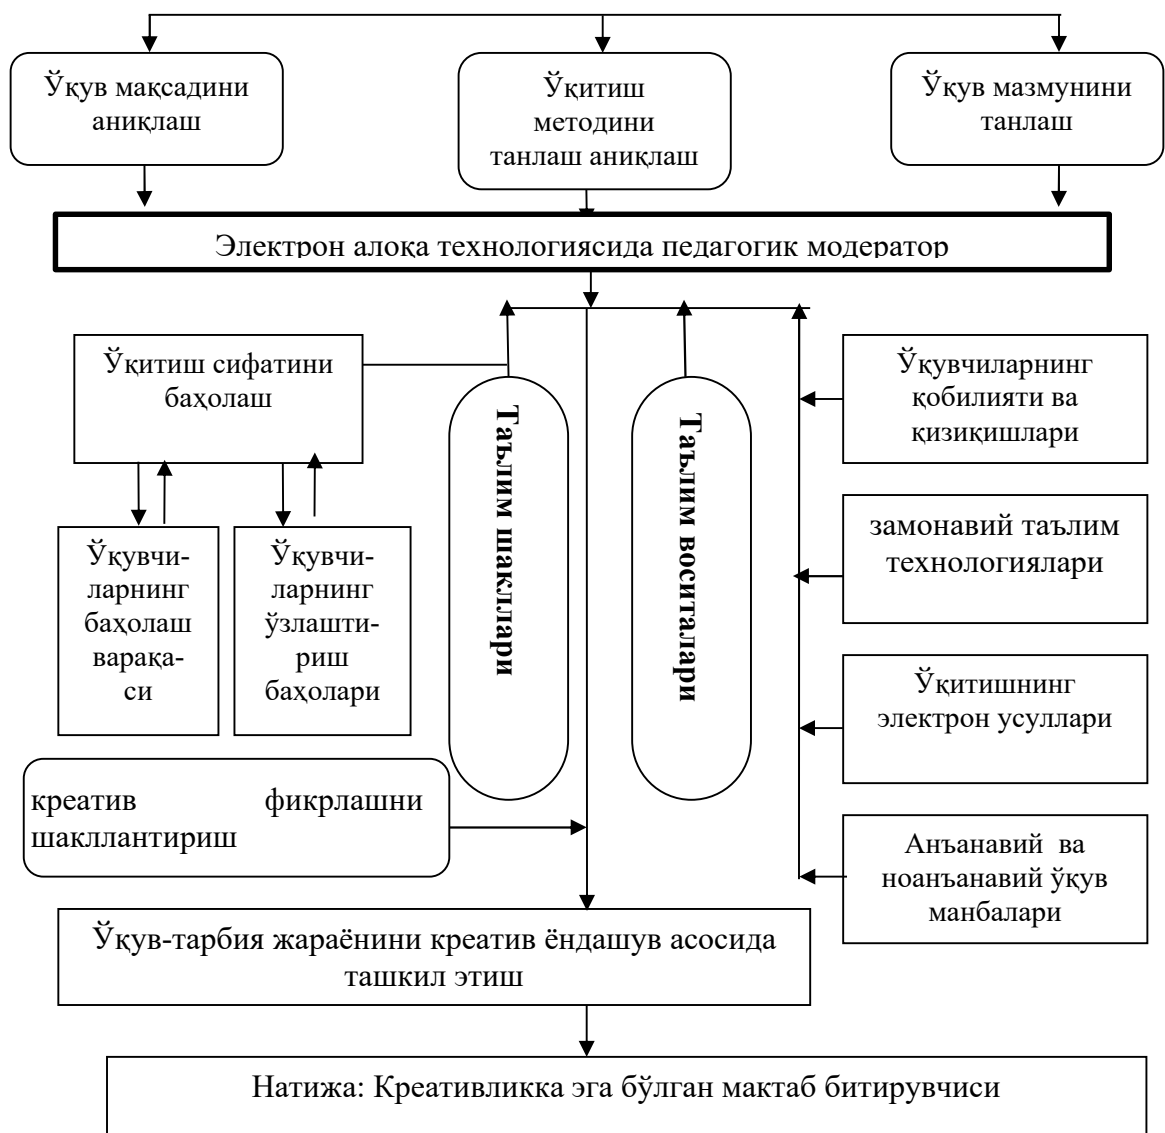 Ўқув мақсадини
аниқлаш
Ўқитиш
методини
танлаш аниқлаш
Ўқув мазмунини
танлаш
Электрон алоқа технологиясида педагогик модератор
Ўқитиш сифатини
баҳолаш
Ўқувчи-
ларнинг
баҳолаш
варақа-
си
Ўқувчи-
ларнинг
ўзлашти-
риш
баҳолари
Таълим шакллари
Таълим воситалари
Ўқувчиларнинг
қобилияти ва
қизиқишлари
замонавий таълим
технологиялари
Ўқитишнинг
электрон усуллари
Анъанавий ва
ноанъанавий ўқув
манбалари
креатив фикрлашни
шакллантириш
Ўқув-тарбия жараёнини креатив ёндашув асосида
ташкил этиш
Натижа: Креативликка эга бўлган мактаб битирувчиси